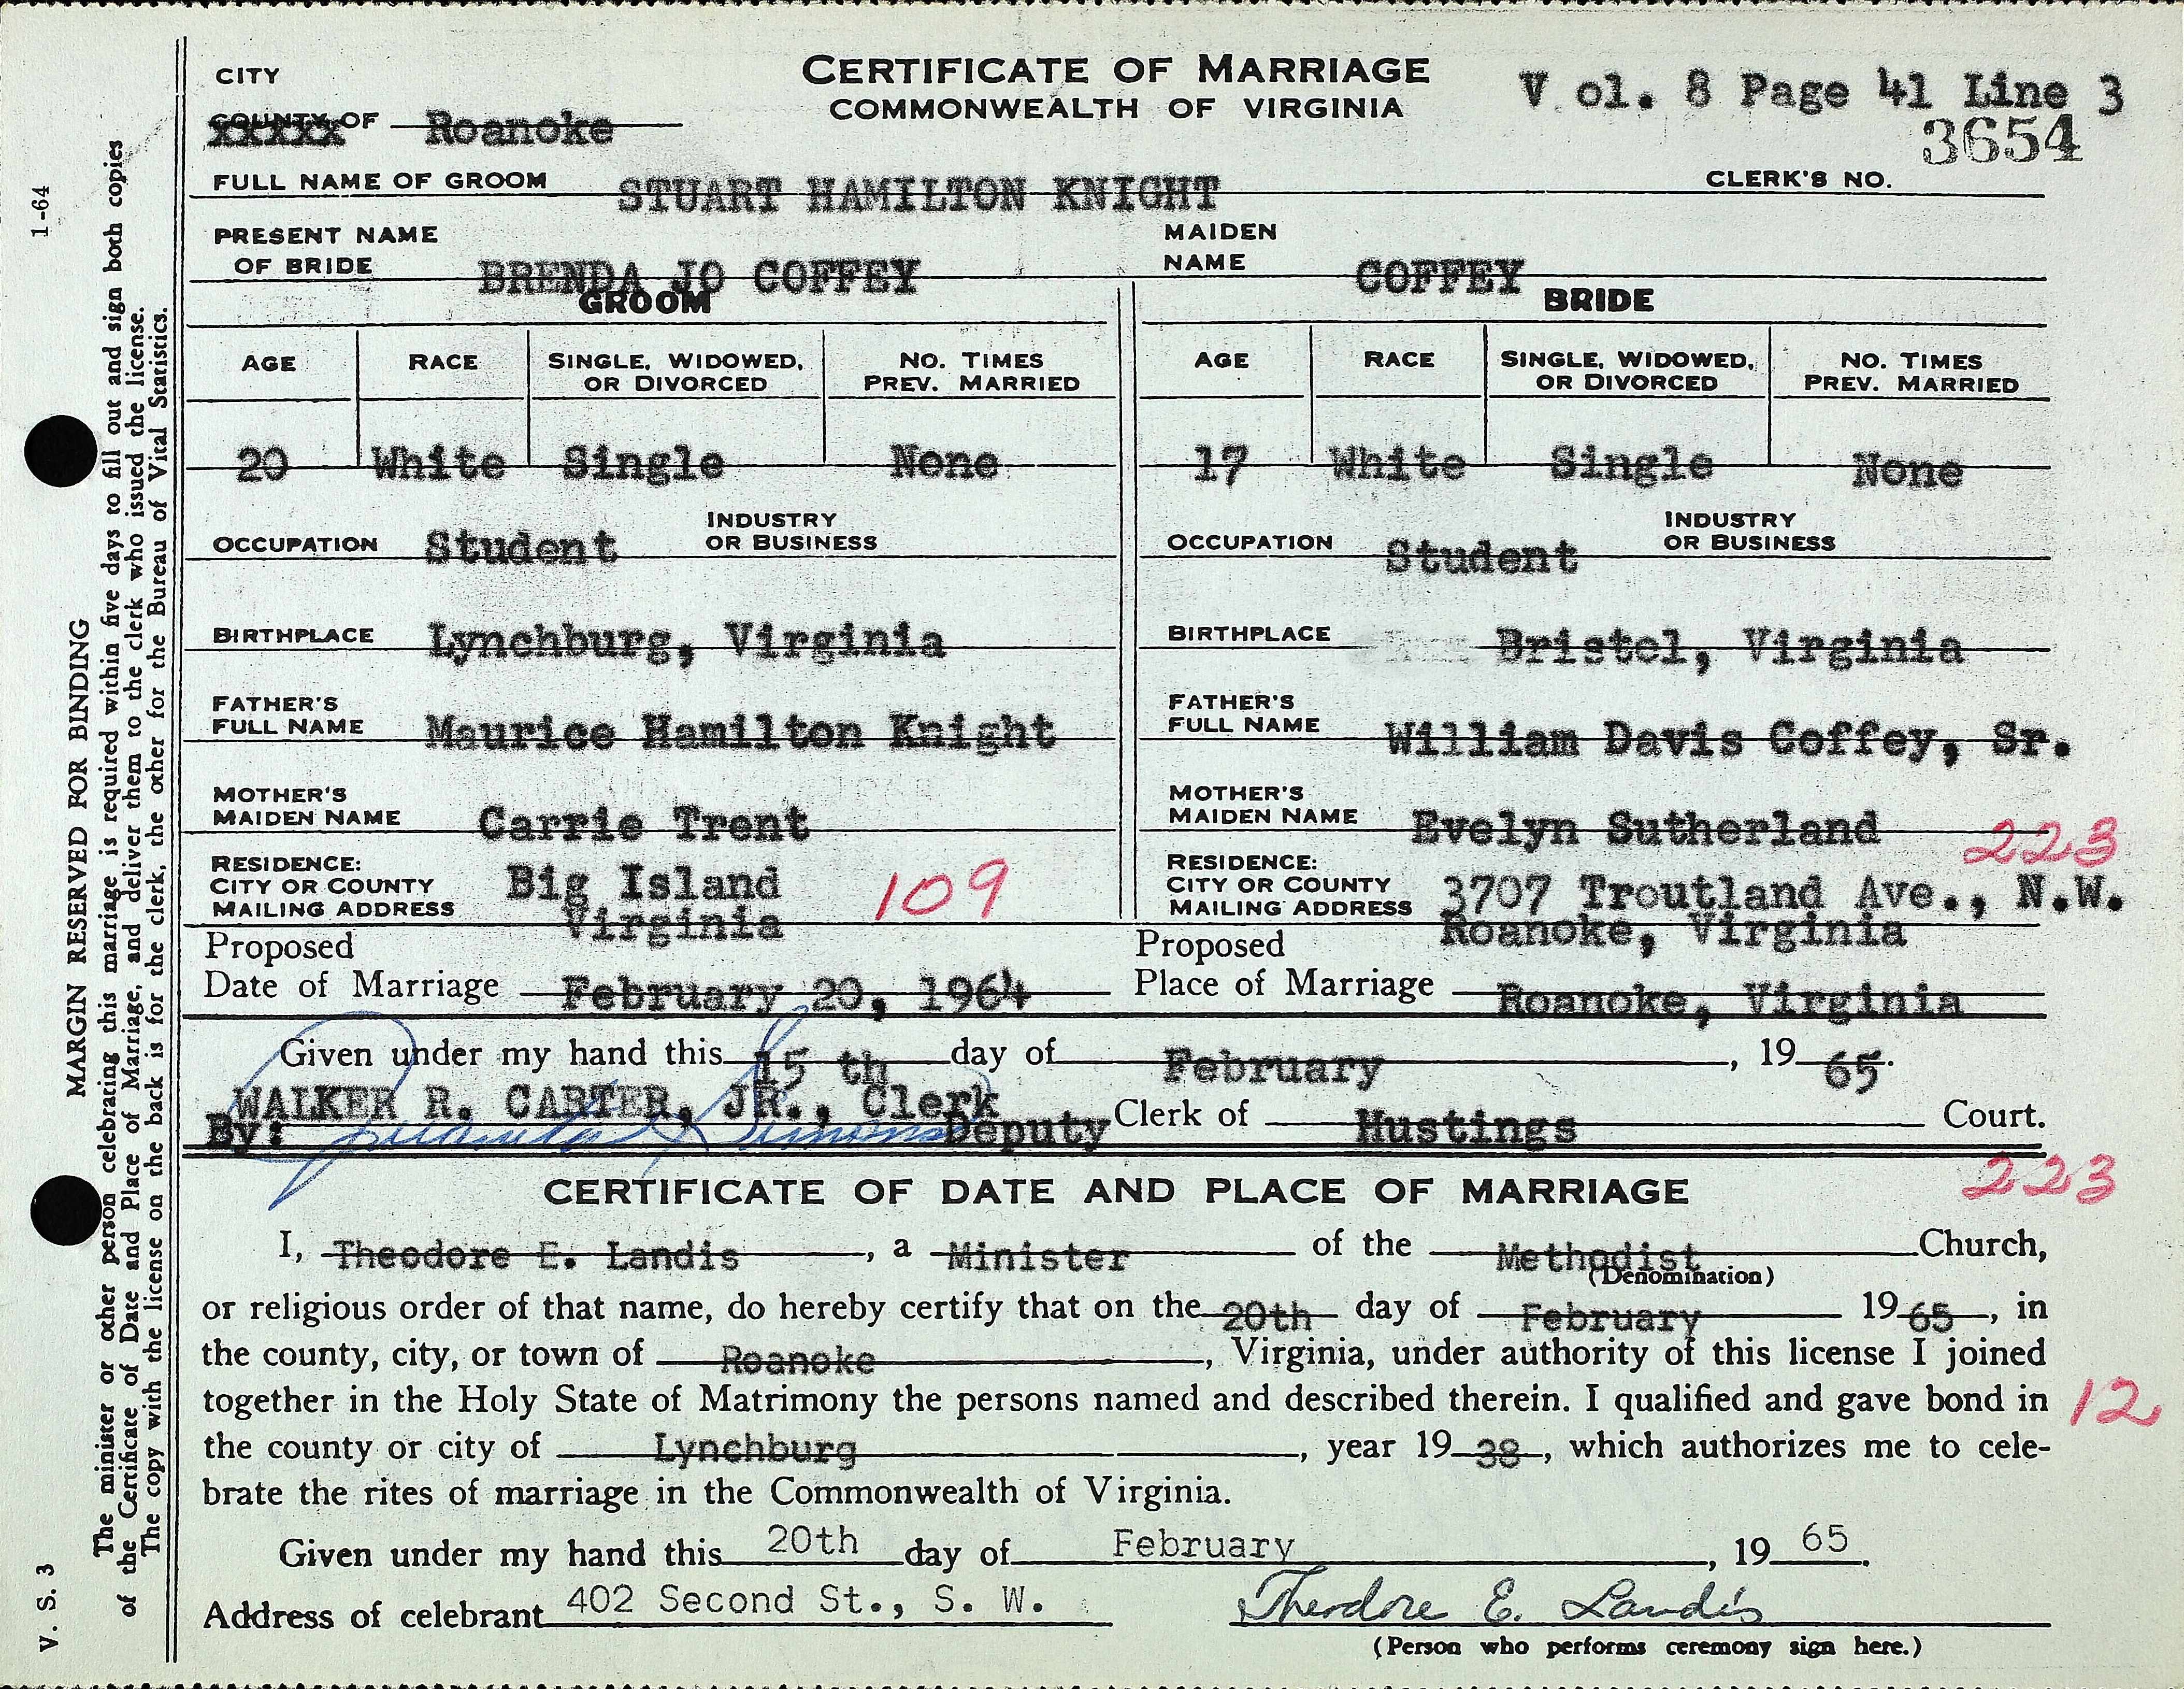 CERTIFICATE OF MARRIAGE
COMMONWEALTH OF VIRGINIA
V ol. 8 Page 41 Line 3
3654
CITY
COUNTY OF Roanoke
CLERK'S NO.
FULL NAME OF GROOM STUART HAMILTON KNIGHT
PRESENT NAME OF BRIDE BRENDA JO COFFEY MAIDEN NAME COFFEY
GROOM
AGE RACE SINGLE, WIDOWED, OR DIVORCED NO. TIMES PREV. MARRIED
20 White Single None
OCCUPATION Student INDUSTRY OR BUSINESS
BIRTHPLACE Lynchburg, Virginia
FATHER'S FULL NAME Maurice Hamilton Knight
MOTHER'S MAIDEN NAME Carrie Trent
RESIDENCE:
CITY OR COUNTY Big Island 109
MAILING ADDRESS Virginia
BRIDE
AGE RACE SINGLE, WIDOWED, OR DIVORCED NO. TIMES PREV. MARRIED
17 White Single None
OCCUPATION Student INDUSTRY OR BUSINESS
BIRTHPLACE Bristol, Virginia
FATHER'S FULL NAME William Davis Coffey, Sr.
MOTHER'S MAIDEN NAME Evelyn Sutherland
223
RESIDENCE:
CITY OR COUNTY 3707 Troutland Ave., N.W.
MAILING ADDRESS Roanoke, Virginia
Proposed Date of Marriage February 20, 1964 Proposed Place of Marriage Roanoke, Virginia
Given under my hand this 15 th day of February, 19 65.
WALKER R. CARTER, JR., Clerk
By: Deputy Clerk of Hustings Court.
CERTIFICATE OF DATE AND PLACE OF MARRIAGE 223
I, Theodore E. Landis, a Minister of the Methodist Church,
(Denomination)
or religious order of that name, do hereby certify that on the 20th day of February 19 65, in
the county, city, or town of Roanoke, Virginia, under authority of this license I joined
together in the Holy State of Matrimony the persons named and described therein. I qualified and gave bond in 12
the county or city of Lynchburg, year 19 38, which authorizes me to cele-
brate the rites of marriage in the Commonwealth of Virginia.
Given under my hand this 20th day of February, 19 65.
Address of celebrant 402 Second St., S. W. Theodore E. Landis
(Person who performs ceremony sign here.)
1-64
MARGIN RESERVED FOR BINDING
V. S. 3
The minister or other person celebrating this marriage is required within five days to fill out and sign both copies
of the Certificate of Date and Place of Marriage, and deliver them to the clerk who issued the license.
The copy with the license on the back is for the clerk, the other for the Bureau of Vital Statistics.